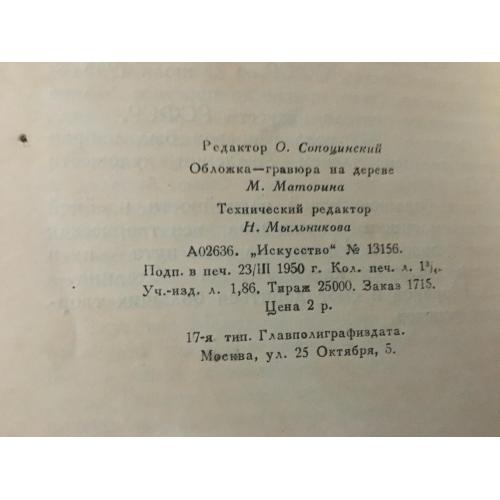 Редактор О. Сопоцинский
Обложка—гравюра на дереве
М. Маторина
Технический редактор
Н. Мыльникова
А02636. „Искусство" № 13156.
Подп. в печ. 23/III 1950 г. Кол. печ. л. 1³/₄.
Уч.-изд. л. 1,86. Тираж 25000. Заказ 1715.
Цена 2 р.
17-я тип. Главполиграфиздата.
Москва, ул. 25 Октября, 5.